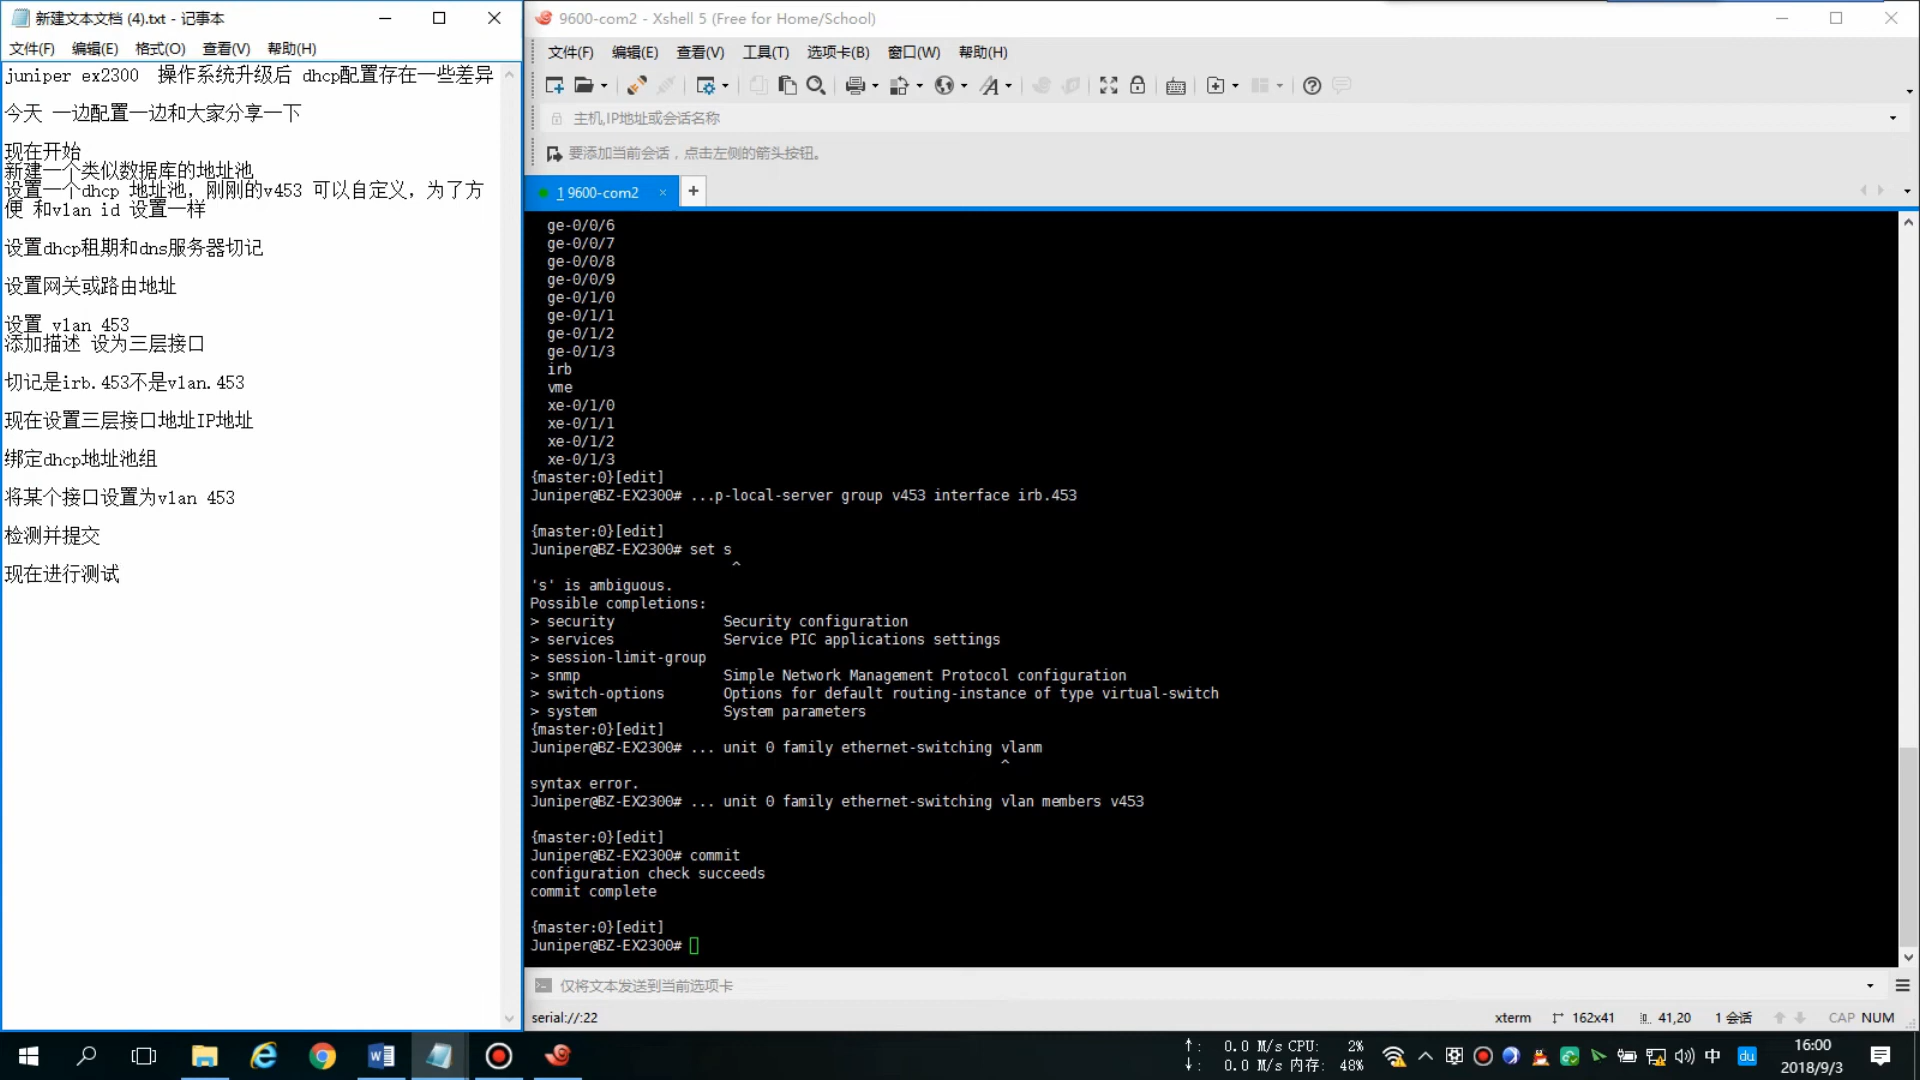 新建文本文档 (4).txt - 记事本
文件(F) 编辑(E) 格式(O) 查看(V) 帮助(H)
juniper ex2300 操作系统升级后 dhcp配置存在一些差异
今天 一边配置一边和大家分享一下
现在开始
新建一个类似数据库的地址池
设置一个dhcp 地址池，刚刚的v453 可以自定义，为了方
便 和vlan id 设置一样
设置dhcp租期和dns服务器切记
设置网关或路由地址
设置 vlan 453
添加描述 设为三层接口
切记是irb.453不是vlan.453
现在设置三层接口地址IP地址
绑定dhcp地址池组
将某个接口设置为vlan 453
检测并提交
现在进行测试
9600-com2 - Xshell 5 (Free for Home/School)
文件(F) 编辑(E) 查看(V) 工具(T) 选项卡(B) 窗口(W) 帮助(H)
主机,IP地址或会话名称
要添加当前会话，点击左侧的箭头按钮。
1 9600-com2 × +
ge-0/0/6
ge-0/0/7
ge-0/0/8
ge-0/0/9
ge-0/1/0
ge-0/1/1
ge-0/1/2
ge-0/1/3
irb
vme
xe-0/1/0
xe-0/1/1
xe-0/1/2
xe-0/1/3
{master:0}[edit]
Juniper@BZ-EX2300# ...p-local-server group v453 interface irb.453
{master:0}[edit]
Juniper@BZ-EX2300# set s
^
's' is ambiguous.
Possible completions:
> security Security configuration
> services Service PIC applications settings
> session-limit-group
> snmp Simple Network Management Protocol configuration
> switch-options Options for default routing-instance of type virtual-switch
> system System parameters
{master:0}[edit]
Juniper@BZ-EX2300# ... unit 0 family ethernet-switching vlanm
^
syntax error.
Juniper@BZ-EX2300# ... unit 0 family ethernet-switching vlan members v453
{master:0}[edit]
Juniper@BZ-EX2300# commit
configuration check succeeds
commit complete
{master:0}[edit]
Juniper@BZ-EX2300#
仅将文本发送到当前选项卡
serial://:22 xterm 162x41 41,20 1 会话 CAP NUM
↑: 0.0 M/s CPU: 2%
↓: 0.0 M/s 内存: 48%
中 du
16:00
2018/9/3